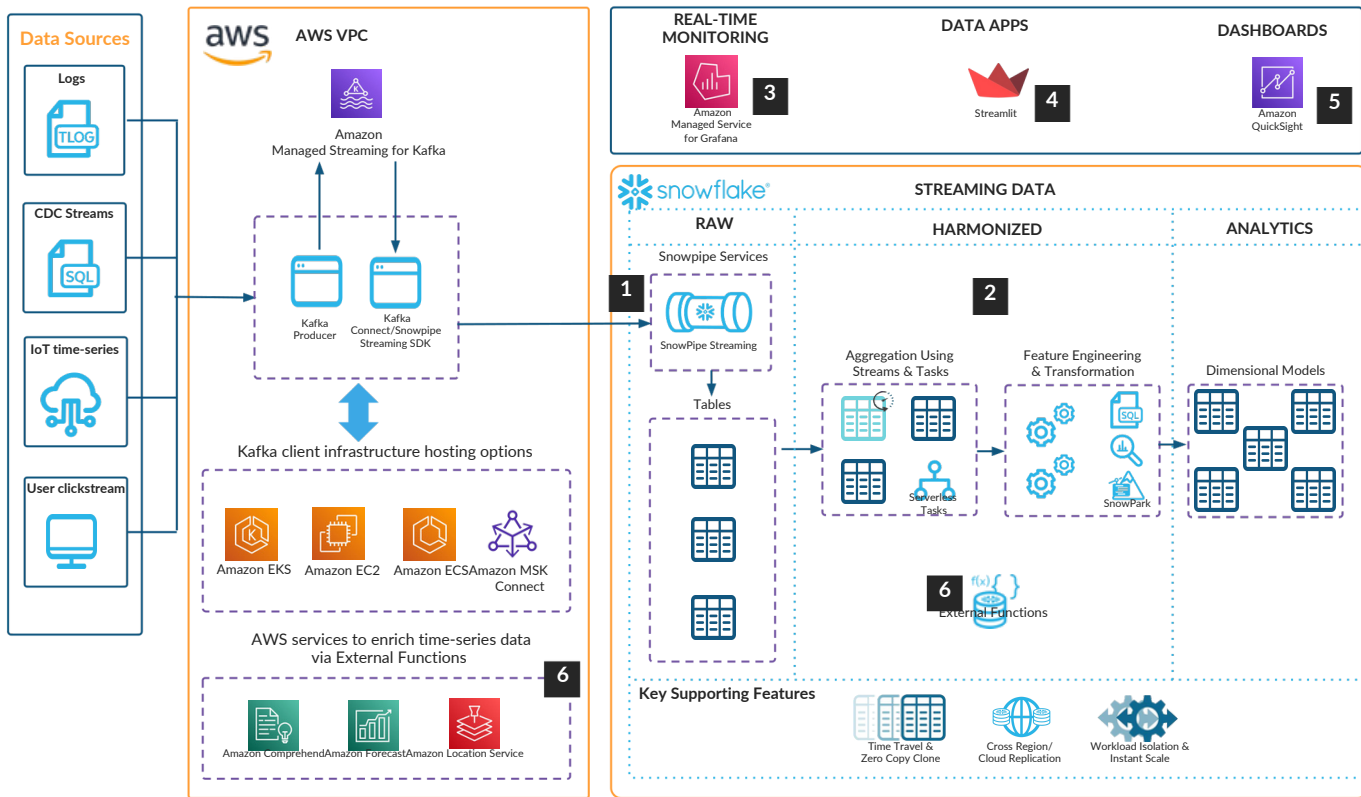 Data Sources
Logs
TLOG
CDC Streams
SQL
IoT time-series
User clickstream
aws
AWS VPC
K
Amazon
Managed Streaming for Kafka
Kafka
Producer
Kafka
Connect/Snowpipe
Streaming SDK
Kafka client infrastructure hosting options
K
Amazon EKS
Amazon EC2
Amazon ECS
Amazon MSK
Connect
AWS services to enrich time-series data
via External Functions
6
Amazon Comprehend
Amazon Forecast
Amazon Location Service
REAL-TIME
MONITORING
3
Amazon
Managed Service
for Grafana
DATA APPS
4
Streamlit
DASHBOARDS
5
Amazon
QuickSight
snowflake®
STREAMING DATA
RAW
HARMONIZED
ANALYTICS
Snowpipe Services
1
SnowPipe Streaming
Tables
2
Aggregation Using
Streams & Tasks
Serverless
Tasks
Feature Engineering
& Transformation
SQL
SnowPark
Dimensional Models
6
f(x) { }
External Functions
Key Supporting Features
Time Travel &
Zero Copy Clone
Cross Region/
Cloud Replication
Workload Isolation &
Instant Scale